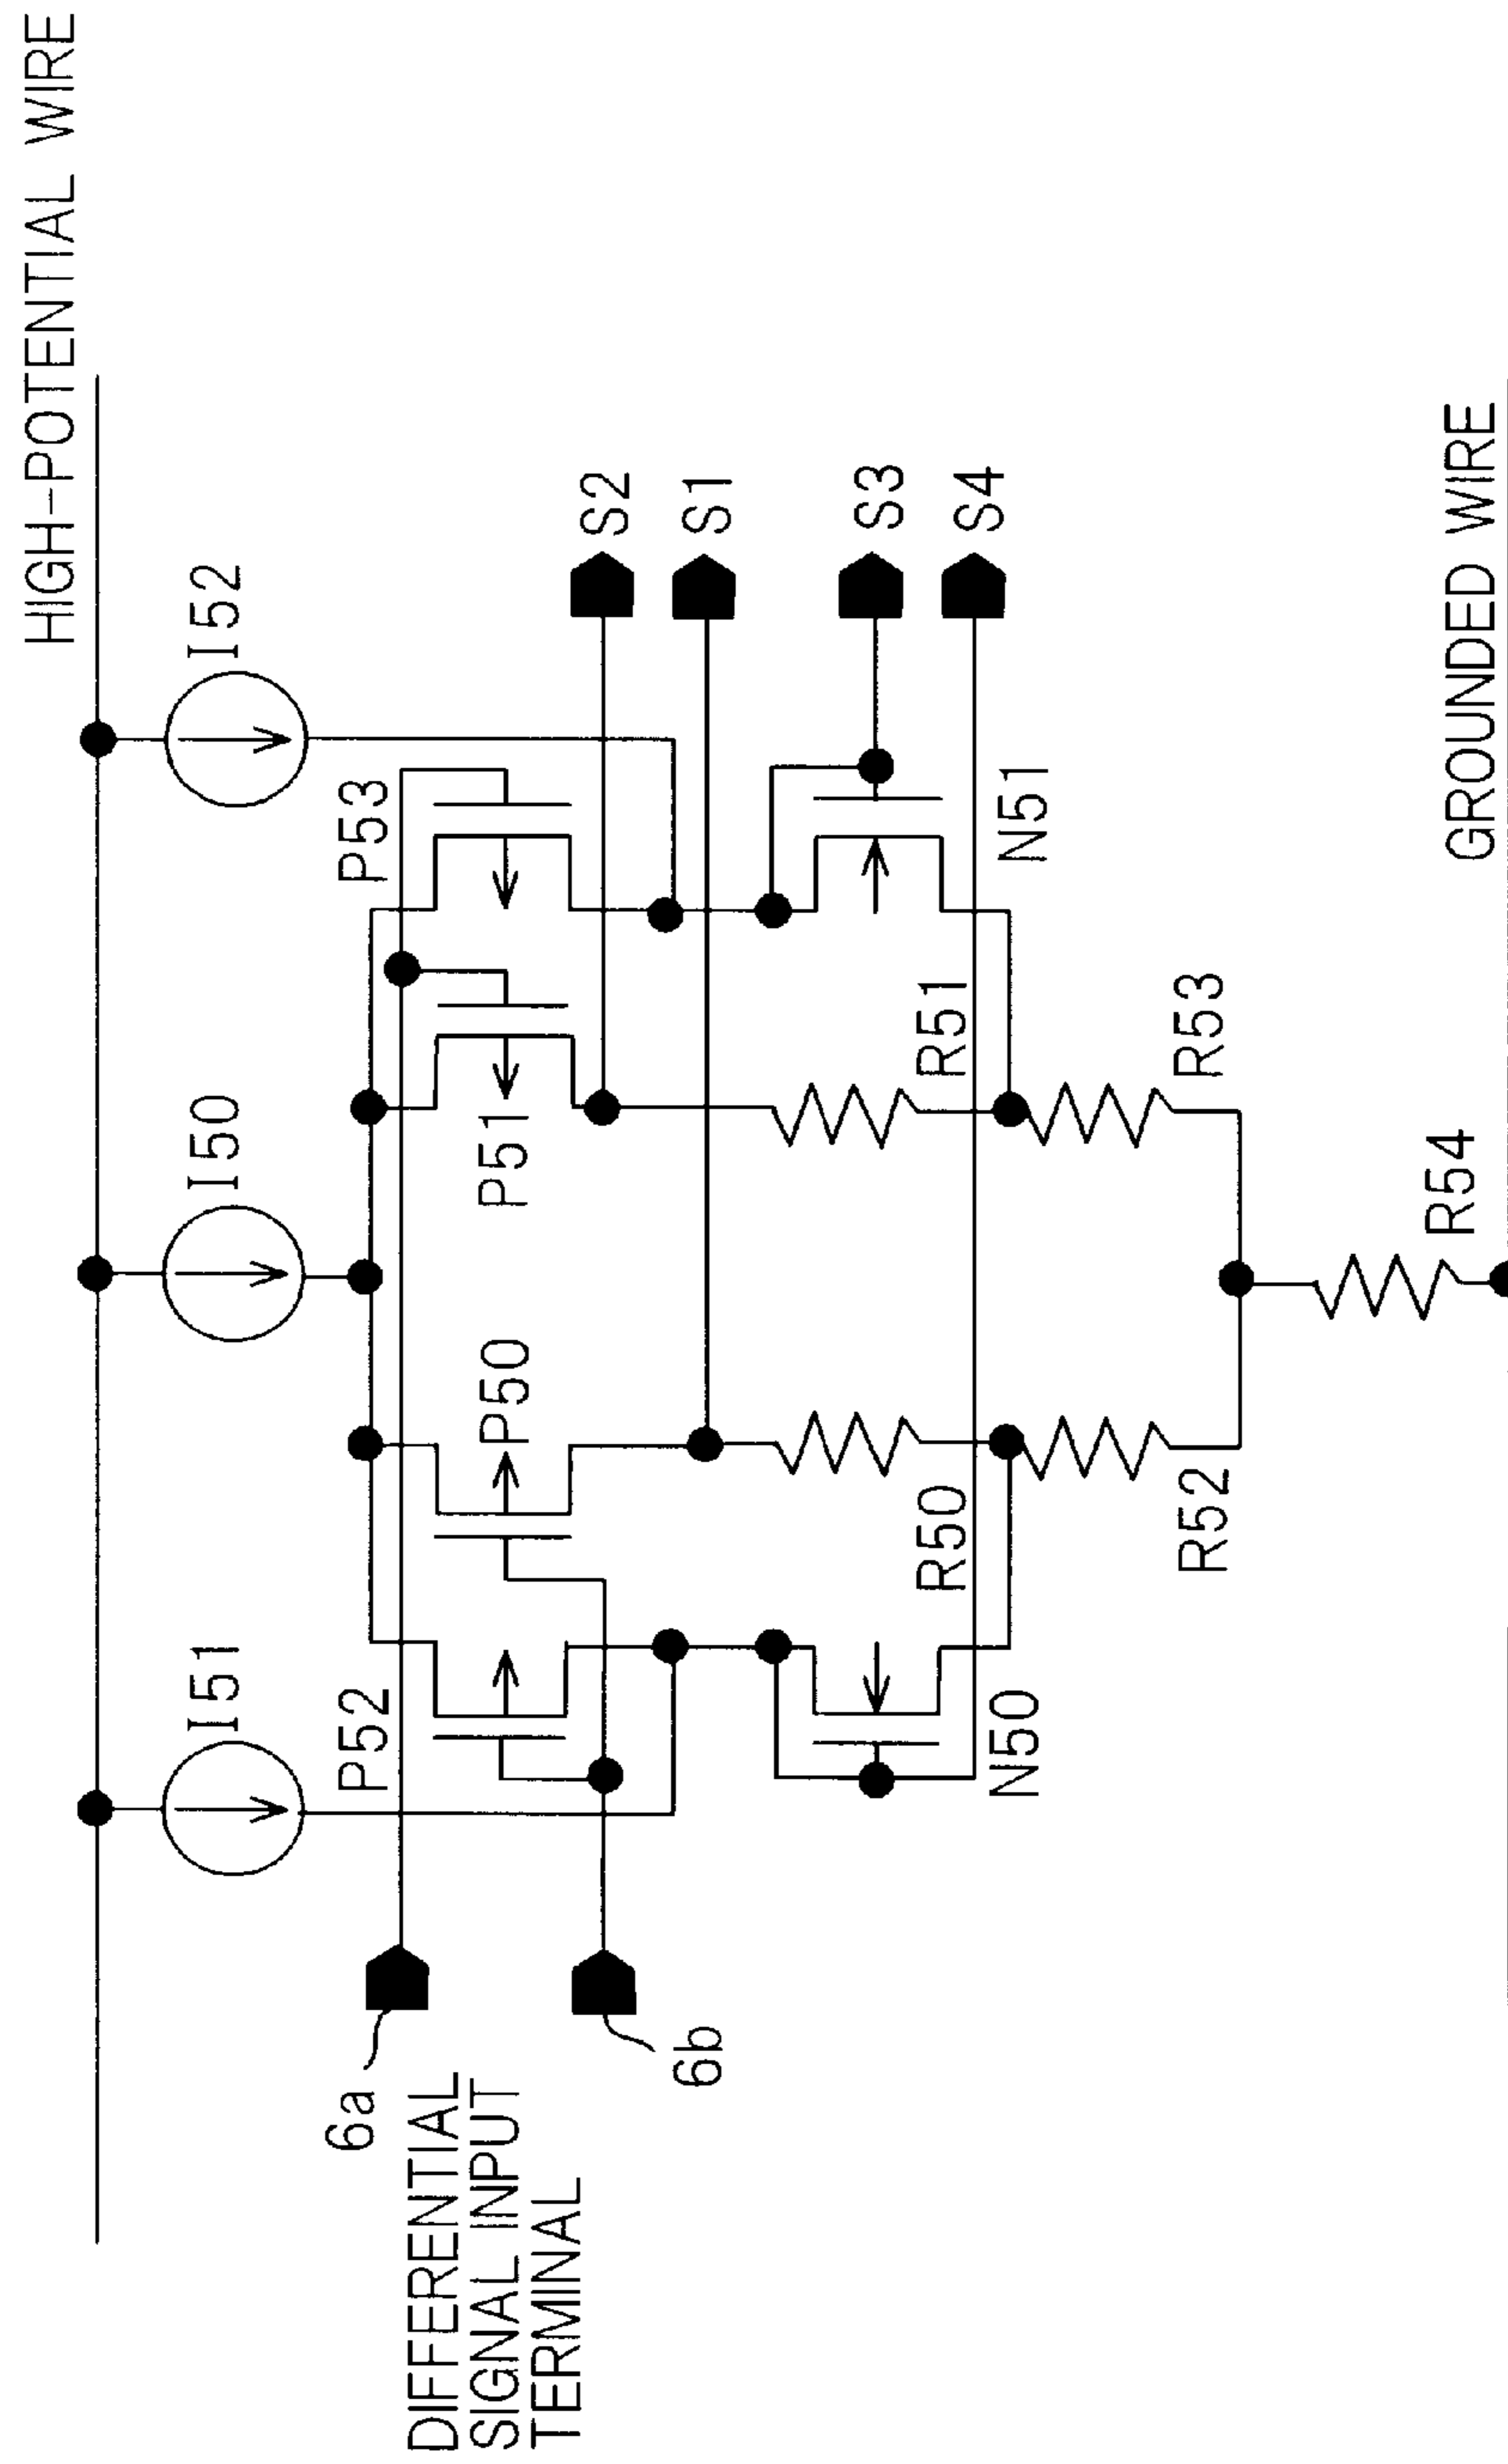 HIGH-POTENTIAL WIRE
I51
I50
I52
6a
P52
P53
DIFFERENTIAL
SIGNAL INPUT
TERMINAL
P50
P51
S2
6b
S1
S3
R50
R51
S4
N50
N51
R52
R53
R54
GROUNDED WIRE